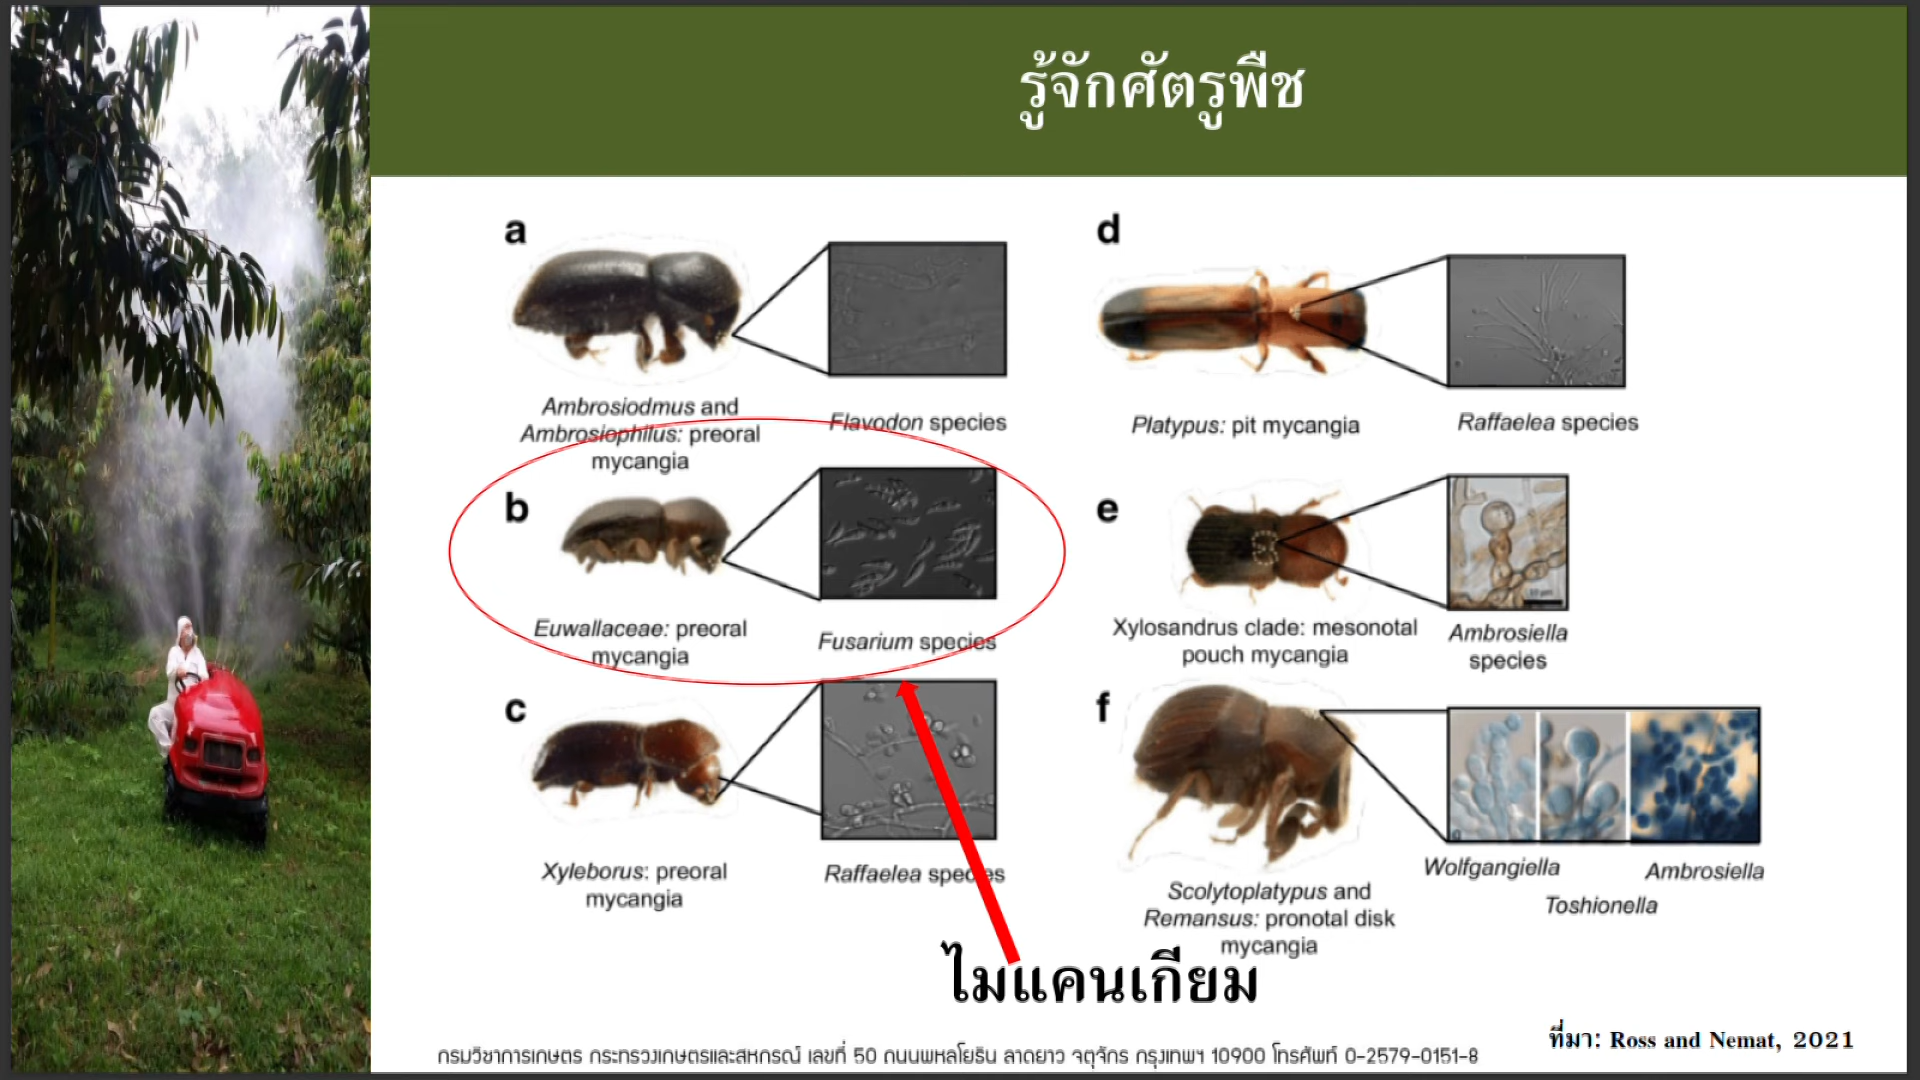 รู้จักศัตรูพืช
a
Ambrosiodmus and
Ambrosiophilus: preoral
mycangia
Flavodon species
b
Euwallaceae: preoral
mycangia
Fusarium species
c
Xyleborus: preoral
mycangia
Raffaelea species
d
Platypus: pit mycangia
Raffaelea species
e
Xylosandrus clade: mesonotal
pouch mycangia
Ambrosiella
species
f
Scolytoplatypus and
Remansus: pronotal disk
mycangia
Wolfgangiella
Toshionella
Ambrosiella
ไมแคนเกียม
ที่มา: Ross and Nemat, 2021
กรมวิชาการเกษตร กระทรวงเกษตรและสหกรณ์ เลขที่ 50 ถนนพหลโยธิน ลาดยาว จตุจักร กรุงเทพฯ 10900 โทรศัพท์ 0-2579-0151-8